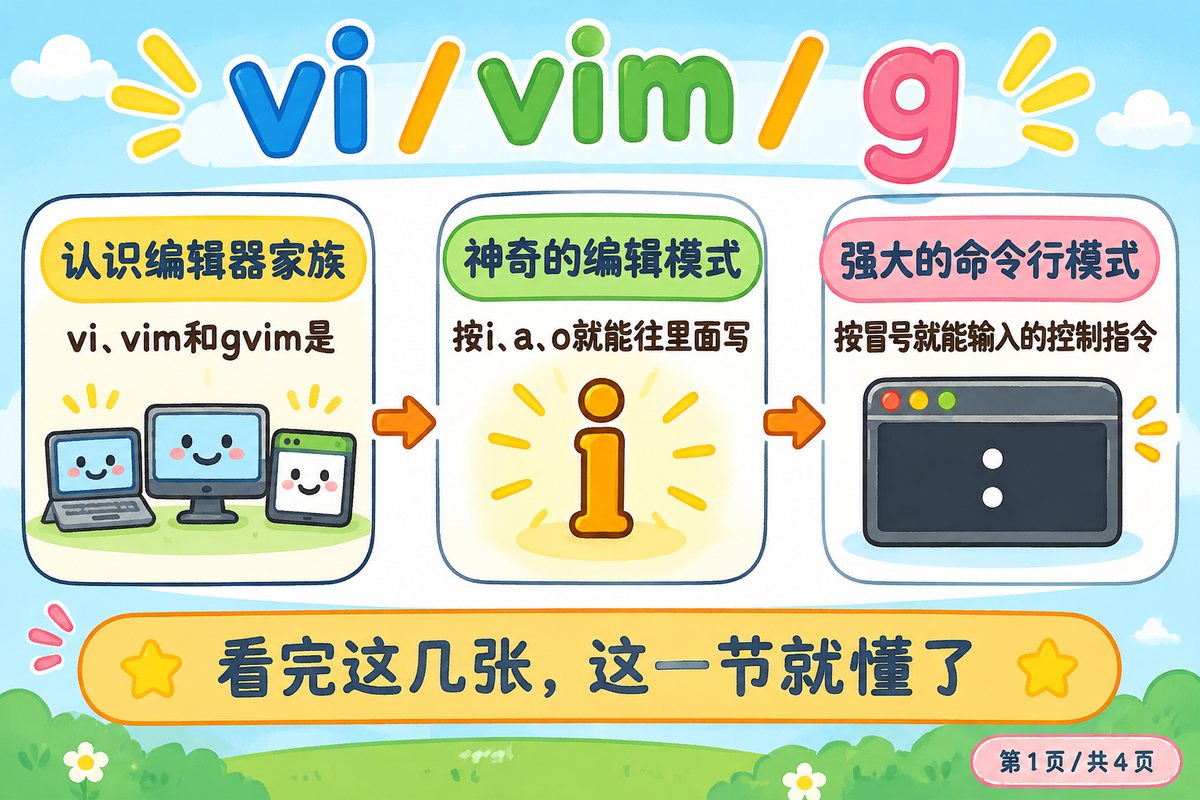 vi/vim/g
认识编辑器家族
vi、vim和gvim是
神奇的编辑模式
按i、a、o就能往里面写
i
强大的命令行模式
按冒号就能输入的控制指令
:
看完这几张，这一节就懂了
第1页/共4页